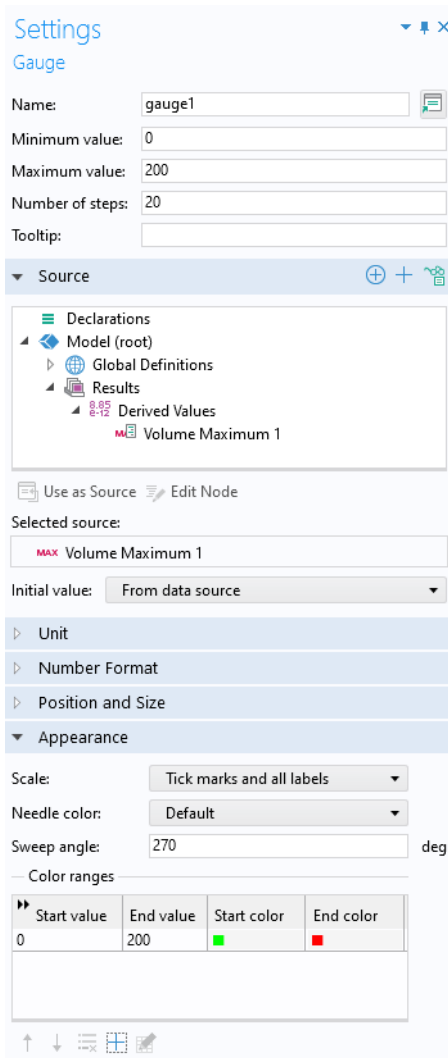 Settings
Gauge
Name: gauge1
Minimum value: 0
Maximum value: 200
Number of steps: 20
Tooltip:
Source
Declarations
Model (root)
Global Definitions
Results
8.85
e-12 Derived Values
Volume Maximum 1
Use as Source Edit Node
Selected source:
MAX Volume Maximum 1
Initial value: From data source
Unit
Number Format
Position and Size
Appearance
Scale: Tick marks and all labels
Needle color: Default
Sweep angle: 270 deg
Color ranges
Start value End value Start color End color
0 200